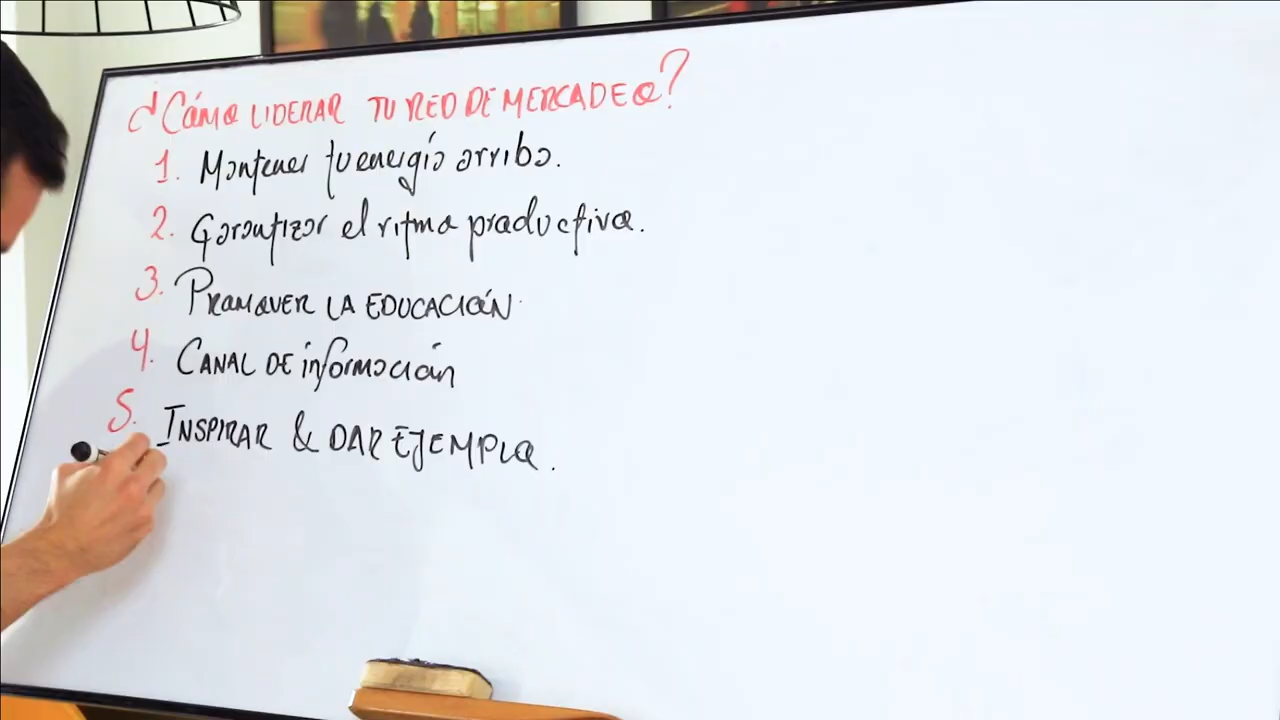 ¿Cómo LIDERAR TU RED DE MERCADEO?
1. Mantener tu energía arriba.
2. Garantizar el ritmo productivo.
3. PROMOVER LA EDUCACIÓN.
4. CANAL DE información
5. INSPIRAR & DAR EJEMPLO.